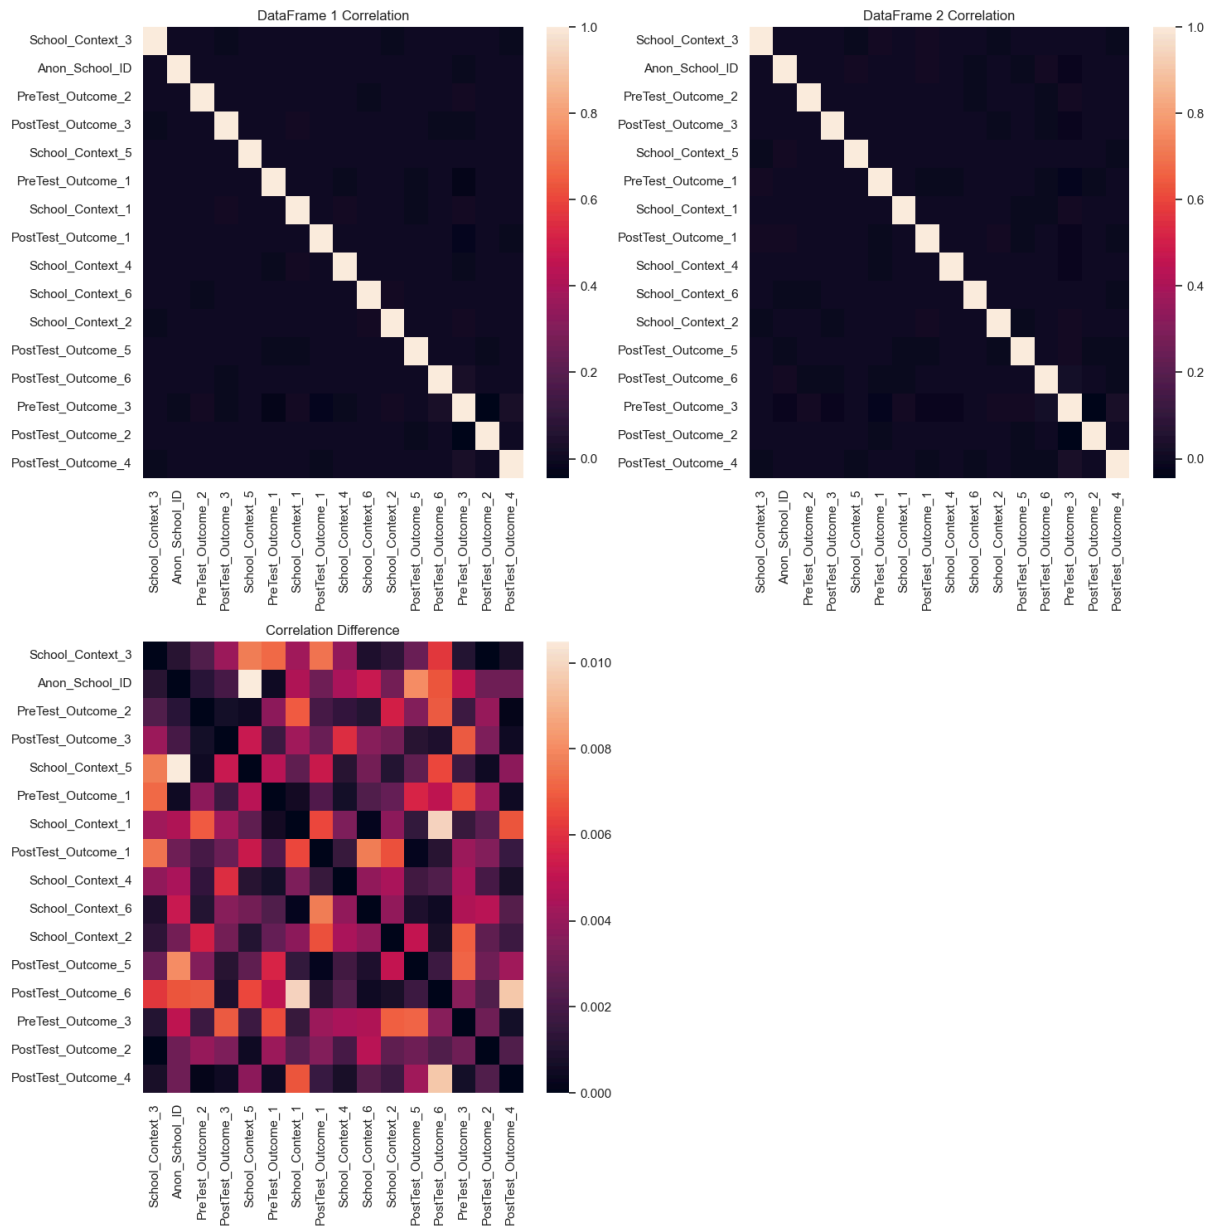 DataFrame 1 Correlation
School_Context_3
Anon_School_ID
PreTest_Outcome_2
PostTest_Outcome_3
School_Context_5
PreTest_Outcome_1
School_Context_1
PostTest_Outcome_1
School_Context_4
School_Context_6
School_Context_2
PostTest_Outcome_5
PostTest_Outcome_6
PreTest_Outcome_3
PostTest_Outcome_2
PostTest_Outcome_4
School_Context_3
Anon_School_ID
PreTest_Outcome_2
PostTest_Outcome_3
School_Context_5
PreTest_Outcome_1
School_Context_1
PostTest_Outcome_1
School_Context_4
School_Context_6
School_Context_2
PostTest_Outcome_5
PostTest_Outcome_6
PreTest_Outcome_3
PostTest_Outcome_2
PostTest_Outcome_4
1.0
0.8
0.6
0.4
0.2
0.0
DataFrame 2 Correlation
School_Context_3
Anon_School_ID
PreTest_Outcome_2
PostTest_Outcome_3
School_Context_5
PreTest_Outcome_1
School_Context_1
PostTest_Outcome_1
School_Context_4
School_Context_6
School_Context_2
PostTest_Outcome_5
PostTest_Outcome_6
PreTest_Outcome_3
PostTest_Outcome_2
PostTest_Outcome_4
School_Context_3
Anon_School_ID
PreTest_Outcome_2
PostTest_Outcome_3
School_Context_5
PreTest_Outcome_1
School_Context_1
PostTest_Outcome_1
School_Context_4
School_Context_6
School_Context_2
PostTest_Outcome_5
PostTest_Outcome_6
PreTest_Outcome_3
PostTest_Outcome_2
PostTest_Outcome_4
1.0
0.8
0.6
0.4
0.2
0.0
Correlation Difference
School_Context_3
Anon_School_ID
PreTest_Outcome_2
PostTest_Outcome_3
School_Context_5
PreTest_Outcome_1
School_Context_1
PostTest_Outcome_1
School_Context_4
School_Context_6
School_Context_2
PostTest_Outcome_5
PostTest_Outcome_6
PreTest_Outcome_3
PostTest_Outcome_2
PostTest_Outcome_4
School_Context_3
Anon_School_ID
PreTest_Outcome_2
PostTest_Outcome_3
School_Context_5
PreTest_Outcome_1
School_Context_1
PostTest_Outcome_1
School_Context_4
School_Context_6
School_Context_2
PostTest_Outcome_5
PostTest_Outcome_6
PreTest_Outcome_3
PostTest_Outcome_2
PostTest_Outcome_4
0.010
0.008
0.006
0.004
0.002
0.000